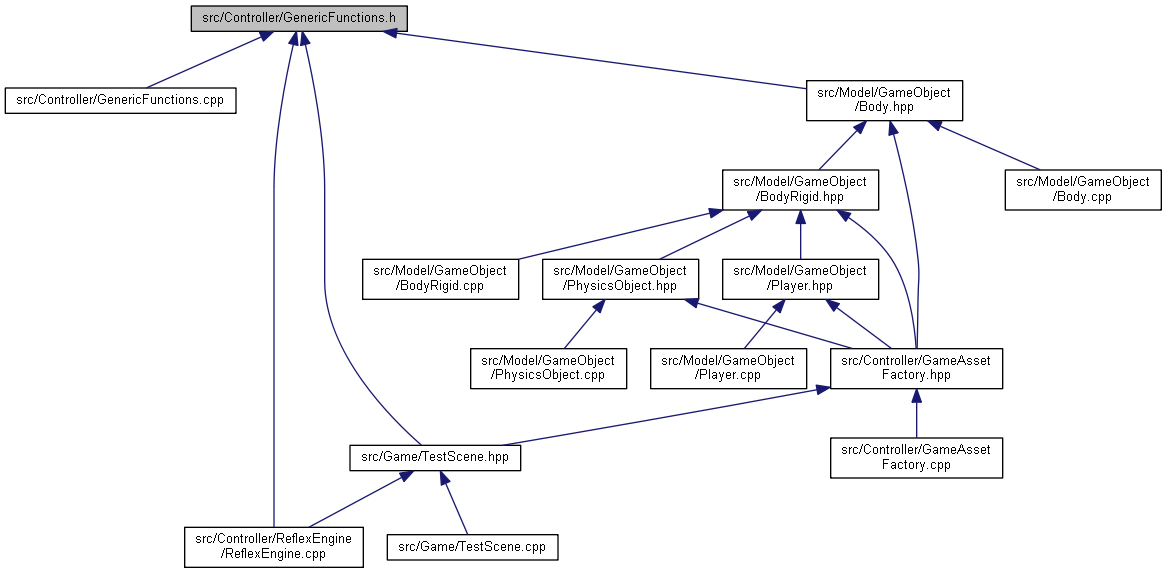 src/Controller/GenericFunctions.h
src/Controller/GenericFunctions.cpp
src/Model/GameObject
/Body.hpp
src/Model/GameObject
/BodyRigid.hpp
src/Model/GameObject
/Body.cpp
src/Model/GameObject
/BodyRigid.cpp
src/Model/GameObject
/PhysicsObject.hpp
src/Model/GameObject
/Player.hpp
src/Model/GameObject
/PhysicsObject.cpp
src/Model/GameObject
/Player.cpp
src/Controller/GameAsset
Factory.hpp
src/Game/TestScene.hpp
src/Controller/GameAsset
Factory.cpp
src/Controller/ReflexEngine
/ReflexEngine.cpp
src/Game/TestScene.cpp